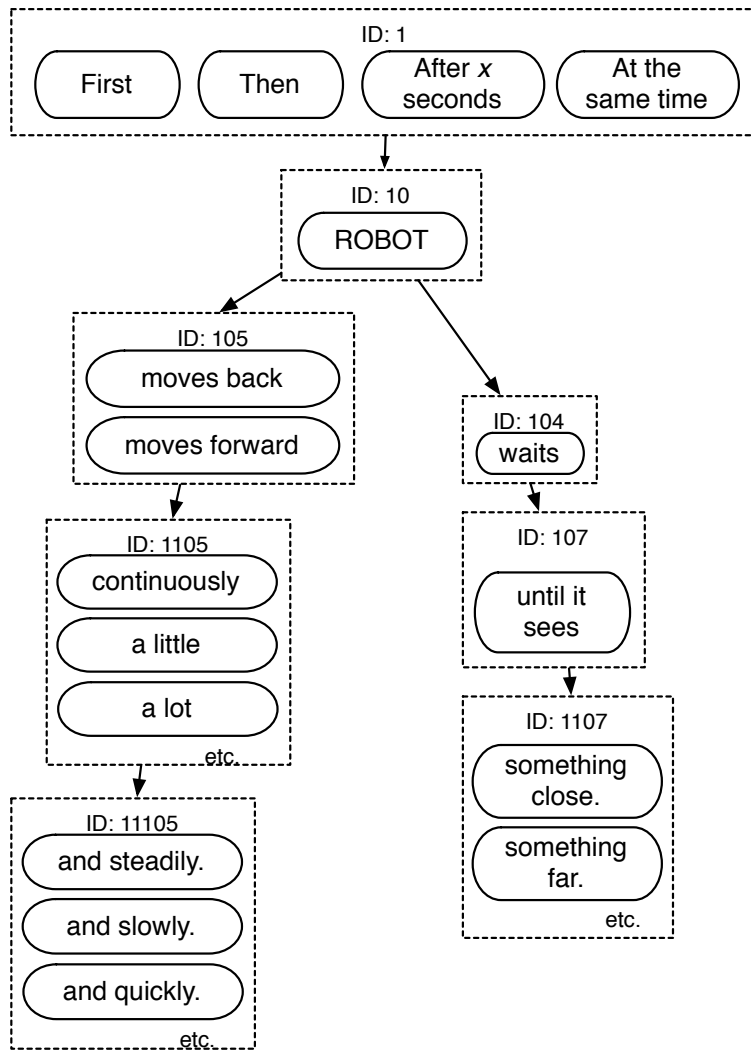 ID: 1
First
Then
After x
seconds
At the
same time
ID: 10
ROBOT
ID: 105
moves back
moves forward
ID: 1105
continuously
a little
a lot
etc.
ID: 11105
and steadily.
and slowly.
and quickly.
etc.
ID: 104
waits
ID: 107
until it
sees
ID: 1107
something
close.
something
far.
etc.